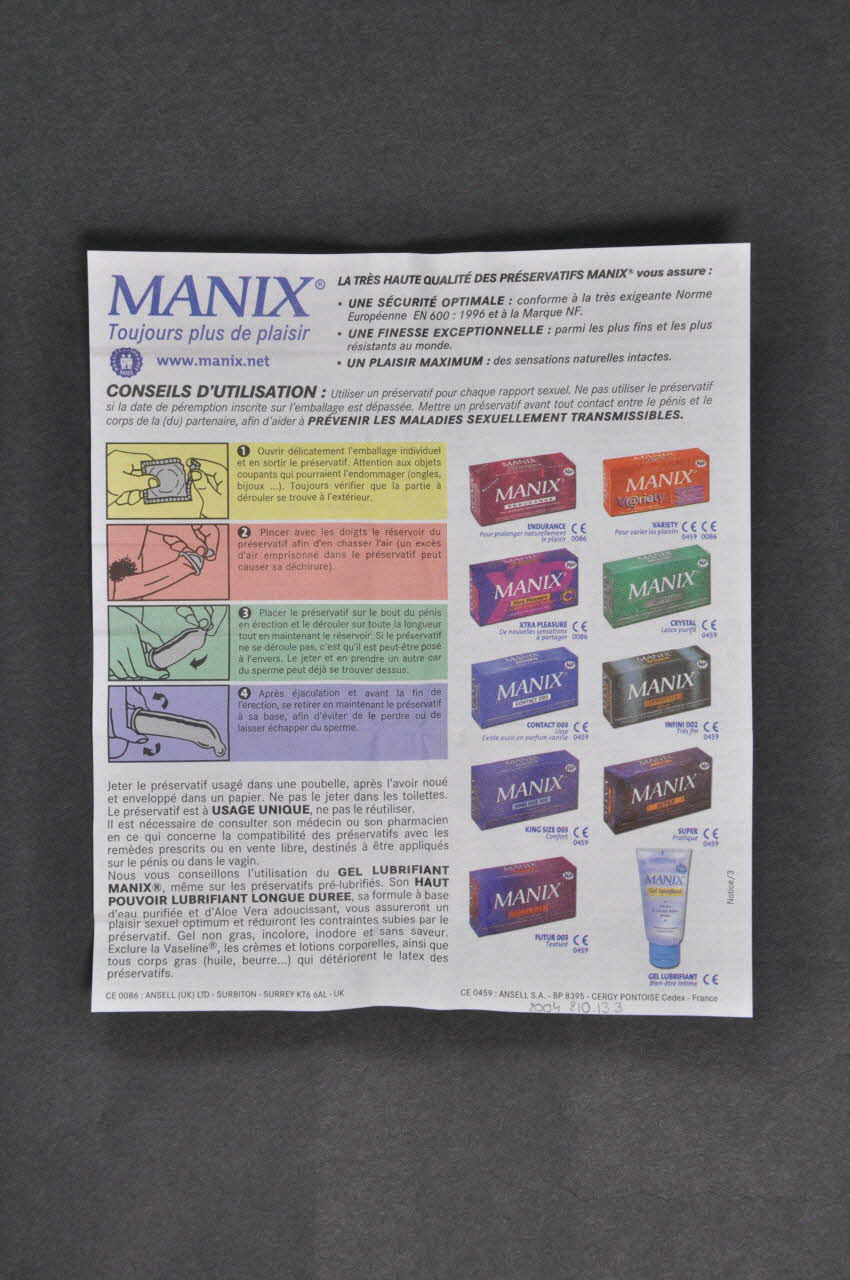 MANIX®
Toujours plus de plaisir
www.manix.net
LA TRÈS HAUTE QUALITÉ DES PRÉSERVATIFS MANIX® vous assure :
• UNE SÉCURITÉ OPTIMALE : conforme à la très exigeante Norme
Européenne EN 600 : 1996 et à la Marque NF.
• UNE FINESSE EXCEPTIONNELLE : parmi les plus fins et les plus
résistants au monde.
• UN PLAISIR MAXIMUM : des sensations naturelles intactes.
CONSEILS D'UTILISATION : Utiliser un préservatif pour chaque rapport sexuel. Ne pas utiliser le préservatif
si la date de péremption inscrite sur l'emballage est dépassée. Mettre un préservatif avant tout contact entre le pénis et le
corps de la (du) partenaire, afin d'aider à PRÉVENIR LES MALADIES SEXUELLEMENT TRANSMISSIBLES.
1 Ouvrir délicatement l'emballage individuel
et en sortir le préservatif. Attention aux objets
coupants qui pourraient l'endommager (ongles,
bijoux ...). Toujours vérifier que la partie à
dérouler se trouve à l'extérieur.
2 Pincer avec les doigts le réservoir du
préservatif afin d'en chasser l'air (un excès
d'air emprisonné dans le préservatif peut
causer sa déchirure).
3 Placer le préservatif sur le bout du pénis
en érection et le dérouler sur toute la longueur
tout en maintenant le réservoir. Si le préservatif
ne se déroule pas, c'est qu'il est peut-être posé
à l'envers. Le jeter et en prendre un autre car
du sperme peut déjà se trouver dessus.
4 Après éjaculation et avant la fin de
l'érection, se retirer en maintenant le préservatif
à sa base, afin d'éviter de le perdre ou de
laisser échapper du sperme.
Jeter le préservatif usagé dans une poubelle, après l'avoir noué
et enveloppé dans un papier. Ne pas le jeter dans les toilettes.
Le préservatif est à USAGE UNIQUE, ne pas le réutiliser.
Il est nécessaire de consulter son médecin ou son pharmacien
en ce qui concerne la compatibilité des préservatifs avec les
remèdes prescrits ou en vente libre, destinés à être appliqués
sur le pénis ou dans le vagin.
Nous vous conseillons l'utilisation du GEL LUBRIFIANT
MANIX®, même sur les préservatifs pré-lubrifiés. Son HAUT
POUVOIR LUBRIFIANT LONGUE DUREE, sa formule à base
d'eau purifiée et d'Aloe Vera adoucissant, vous assureront un
plaisir sexuel optimum et réduiront les contraintes subies par le
préservatif. Gel non gras, incolore, inodore et sans saveur.
Exclure la Vaseline®, les crèmes et lotions corporelles, ainsi que
tous corps gras (huile, beurre...) qui détériorent le latex des
préservatifs.
MANIX
ENDURANCE
ENDURANCE
Pour prolonger naturellement
le plaisir
CE
0086
MANIX
V@riety
VARIETY
Pour varier les plaisirs
CE CE
0459 0086
MANIX
Xtra Pleasure
XTRA PLEASURE
De nouvelles sensations
à partager
CE
0086
MANIX
CRYSTAL
Latex purifié
CE
0459
MANIX
CONTACT 003
CONTACT 003
Lisse
Existe aussi en parfum vanille
CE
0459
MANIX
INFINI 002
Très fin
CE
0459
MANIX
KING SIZE 003
KING SIZE 003
Confort
CE
0459
MANIX
SUPER
SUPER
Pratique
CE
0459
MANIX
FUTUR 003
Texturé
CE
0459
MANIX
Gel lubrifiant
GEL LUBRIFIANT
Bien-être intime
CE
Notice/3
CE 0086 : ANSELL (UK) LTD - SURBITON - SURREY KT6 6AL - UK
CE 0459 : ANSELL S.A. - BP 8395 - CERGY PONTOISE Cedex - France
2004 210.13.3